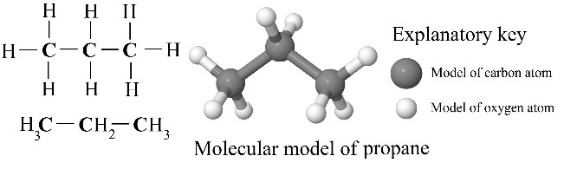 H H H
H—C—C—C—H
H H H
H₃C—CH₂—CH₃
Molecular model of propane
Explanatory key
Model of carbon atom
Model of oxygen atom